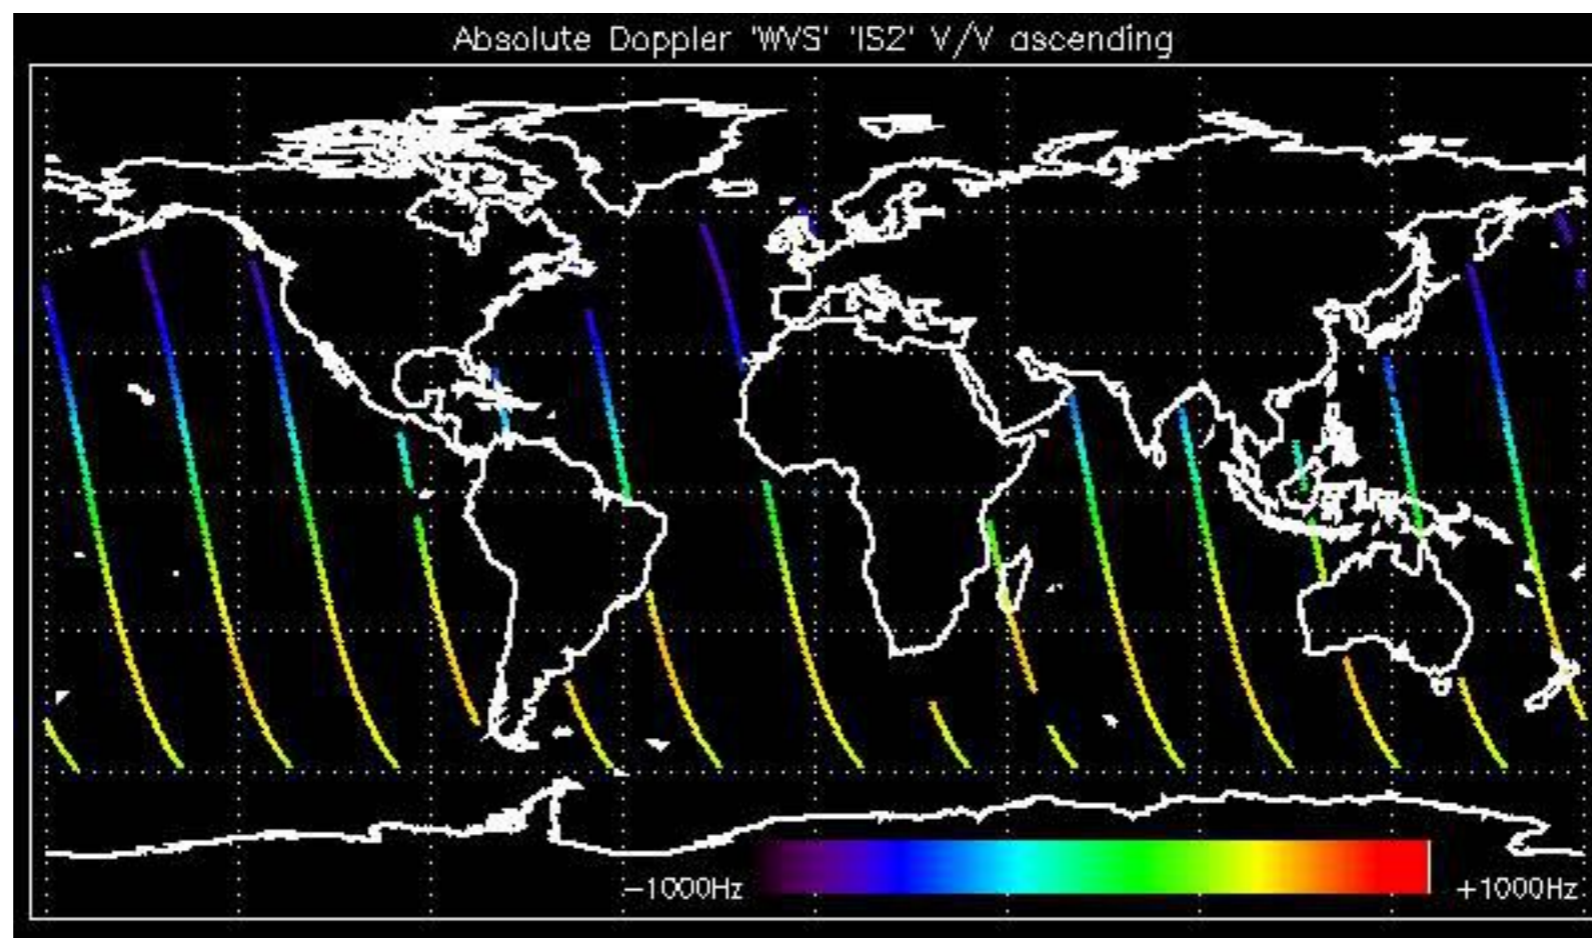 Absolute Doppler 'WVS' 'IS2' V/V ascending
−1000Hz +1000Hz